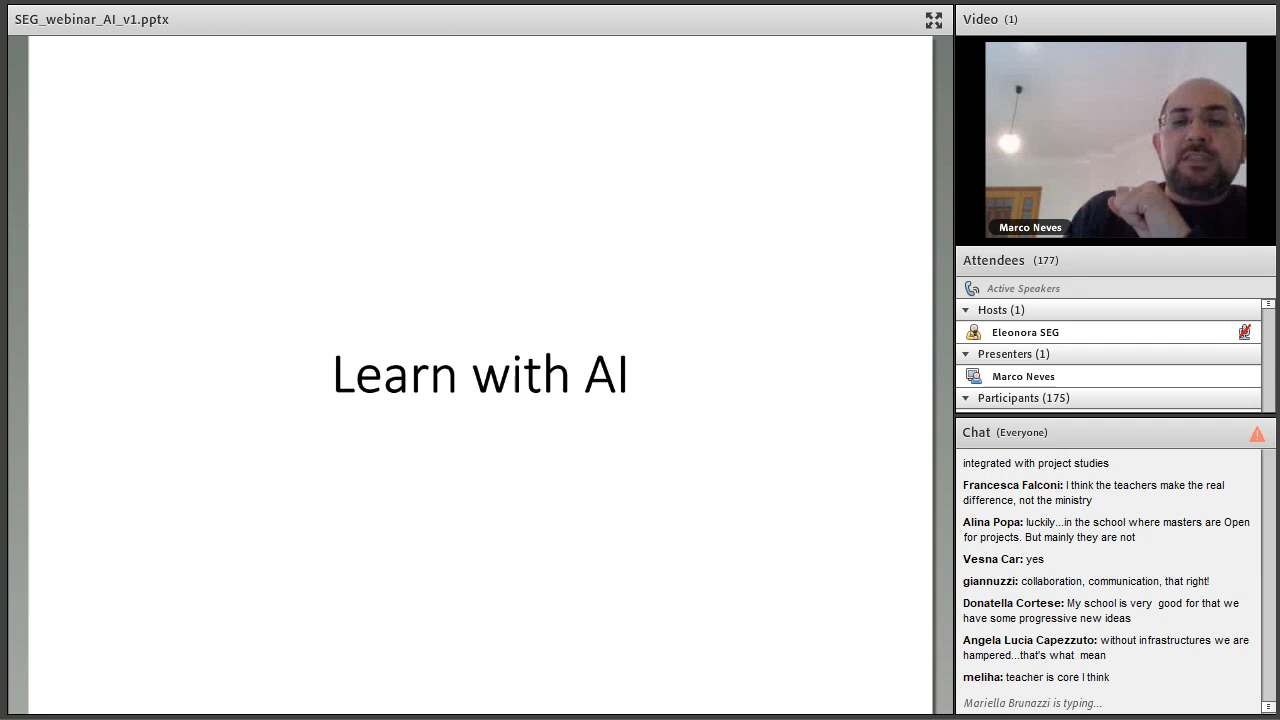 SEG_webinar_AI_v1.pptx
Learn with AI
Video (1)
Marco Neves
Attendees (177)
Active Speakers
Hosts (1)
Eleonora SEG
Presenters (1)
Marco Neves
Participants (175)
Chat (Everyone)
integrated with project studies
Francesca Falconi: I think the teachers make the real
difference, not the ministry
Alina Popa: luckily...in the school where masters are Open
for projects. But mainly they are not
Vesna Car: yes
giannuzzi: collaboration, communication, that right!
Donatella Cortese: My school is very good for that we
have some progressive new ideas
Angela Lucia Capezzuto: without infrastructures we are
hampered...that's what mean
meliha: teacher is core I think
Mariella Brunazzi is typing...